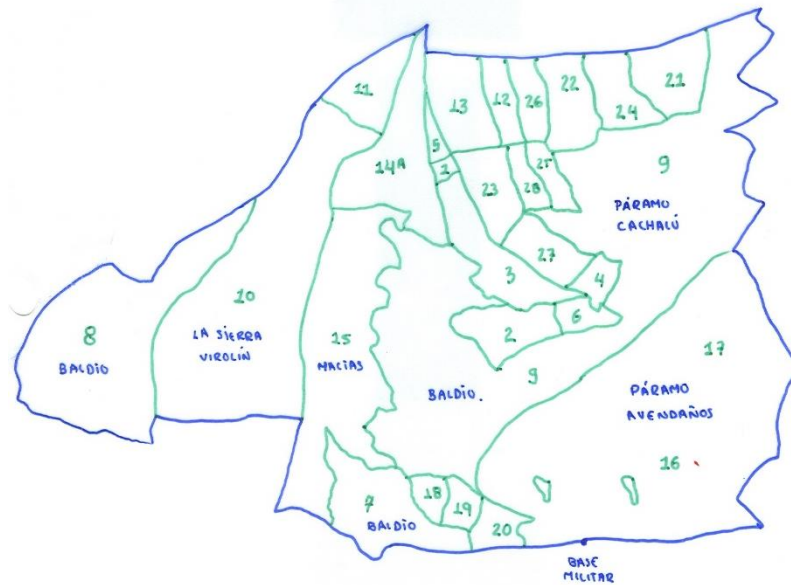 11
13
12
26
22
24
21
5
1
14A
23
28
25
9
PÁRAMO
CACHALÚ
27
3
4
6
2
8
BALDIO
10
LA SIERRA
VIROLÍN
15
MACIAS
BALDIO.
9
17
PÁRAMO
AVENDAÑOS
16
7
BALDIO
18
19
20
BASE
MILITAR